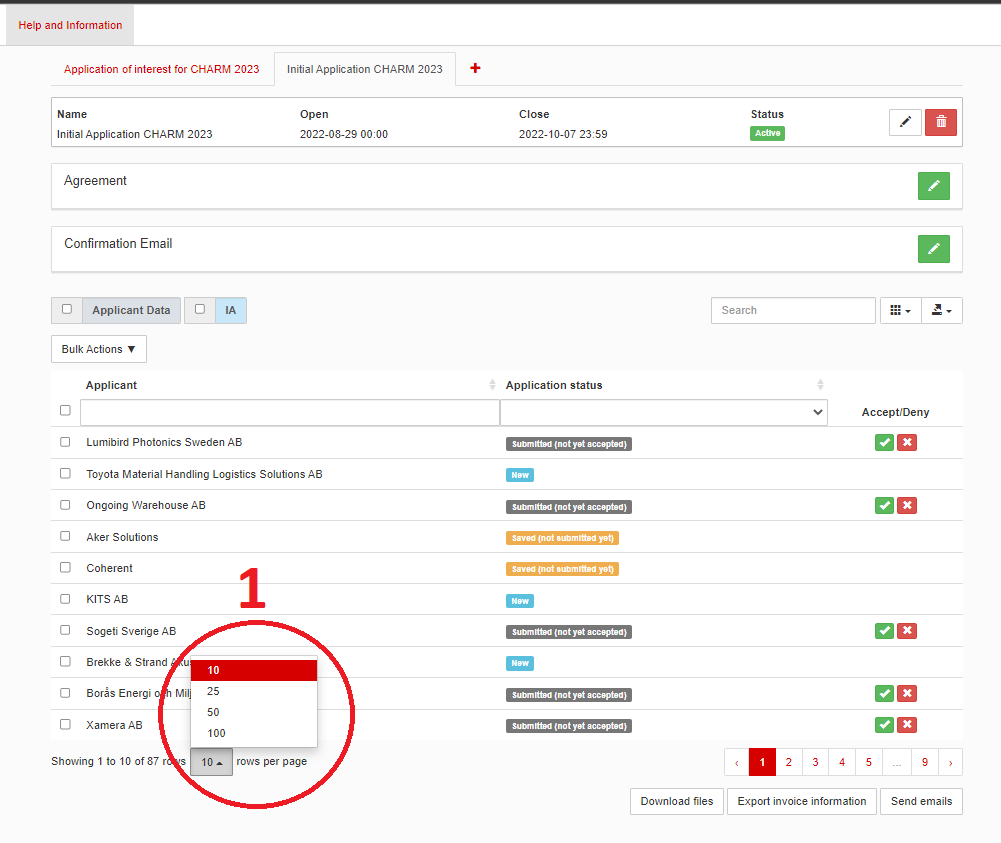 Help and Information
Application of interest for CHARM 2023 Initial Application CHARM 2023 +
Name Open Close Status
Initial Application CHARM 2023 2022-08-29 00:00 2022-10-07 23:59 Active
Agreement
Confirmation Email
Applicant Data IA Search
Bulk Actions ▼
Applicant Application status
Accept/Deny
Lumibird Photonics Sweden AB Submitted (not yet accepted)
Toyota Material Handling Logistics Solutions AB New
Ongoing Warehouse AB Submitted (not yet accepted)
Aker Solutions Saved (not submitted yet)
Coherent Saved (not submitted yet)
1
KITS AB New
Sogeti Sverige AB Submitted (not yet accepted)
Brekke & Strand New
10
25
Borås Energi Submitted (not yet accepted)
50
Xamera AB Submitted (not yet accepted)
100
Showing 1 to 10 of 87 rows 10 rows per page ‹ 1 2 3 4 5 ... 9 ›
Download files Export invoice information Send emails